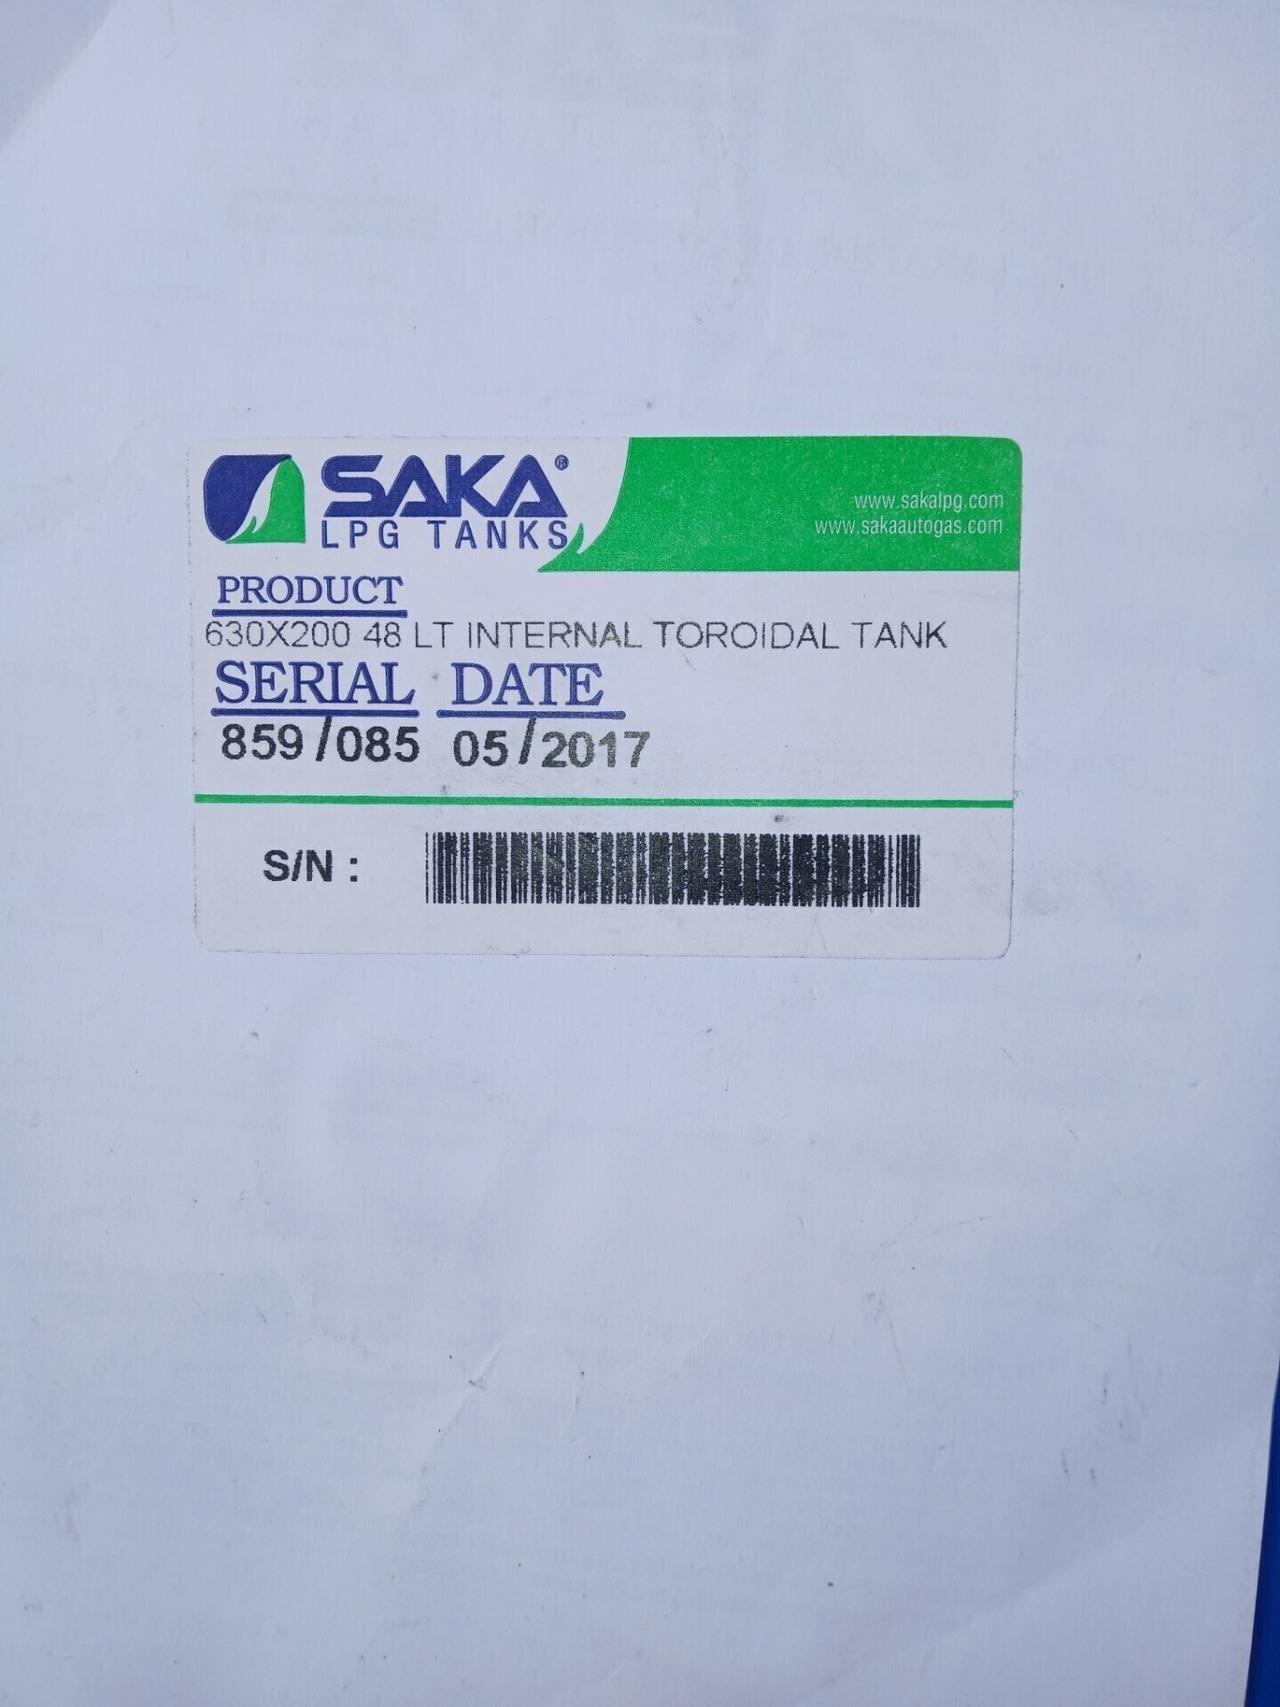 SAKA®
LPG TANKS
www.sakalpg.com
www.sakaautogas.com
PRODUCT
630X200 48 LT INTERNAL TOROIDAL TANK
SERIAL DATE
859/085 05/2017
S/N :